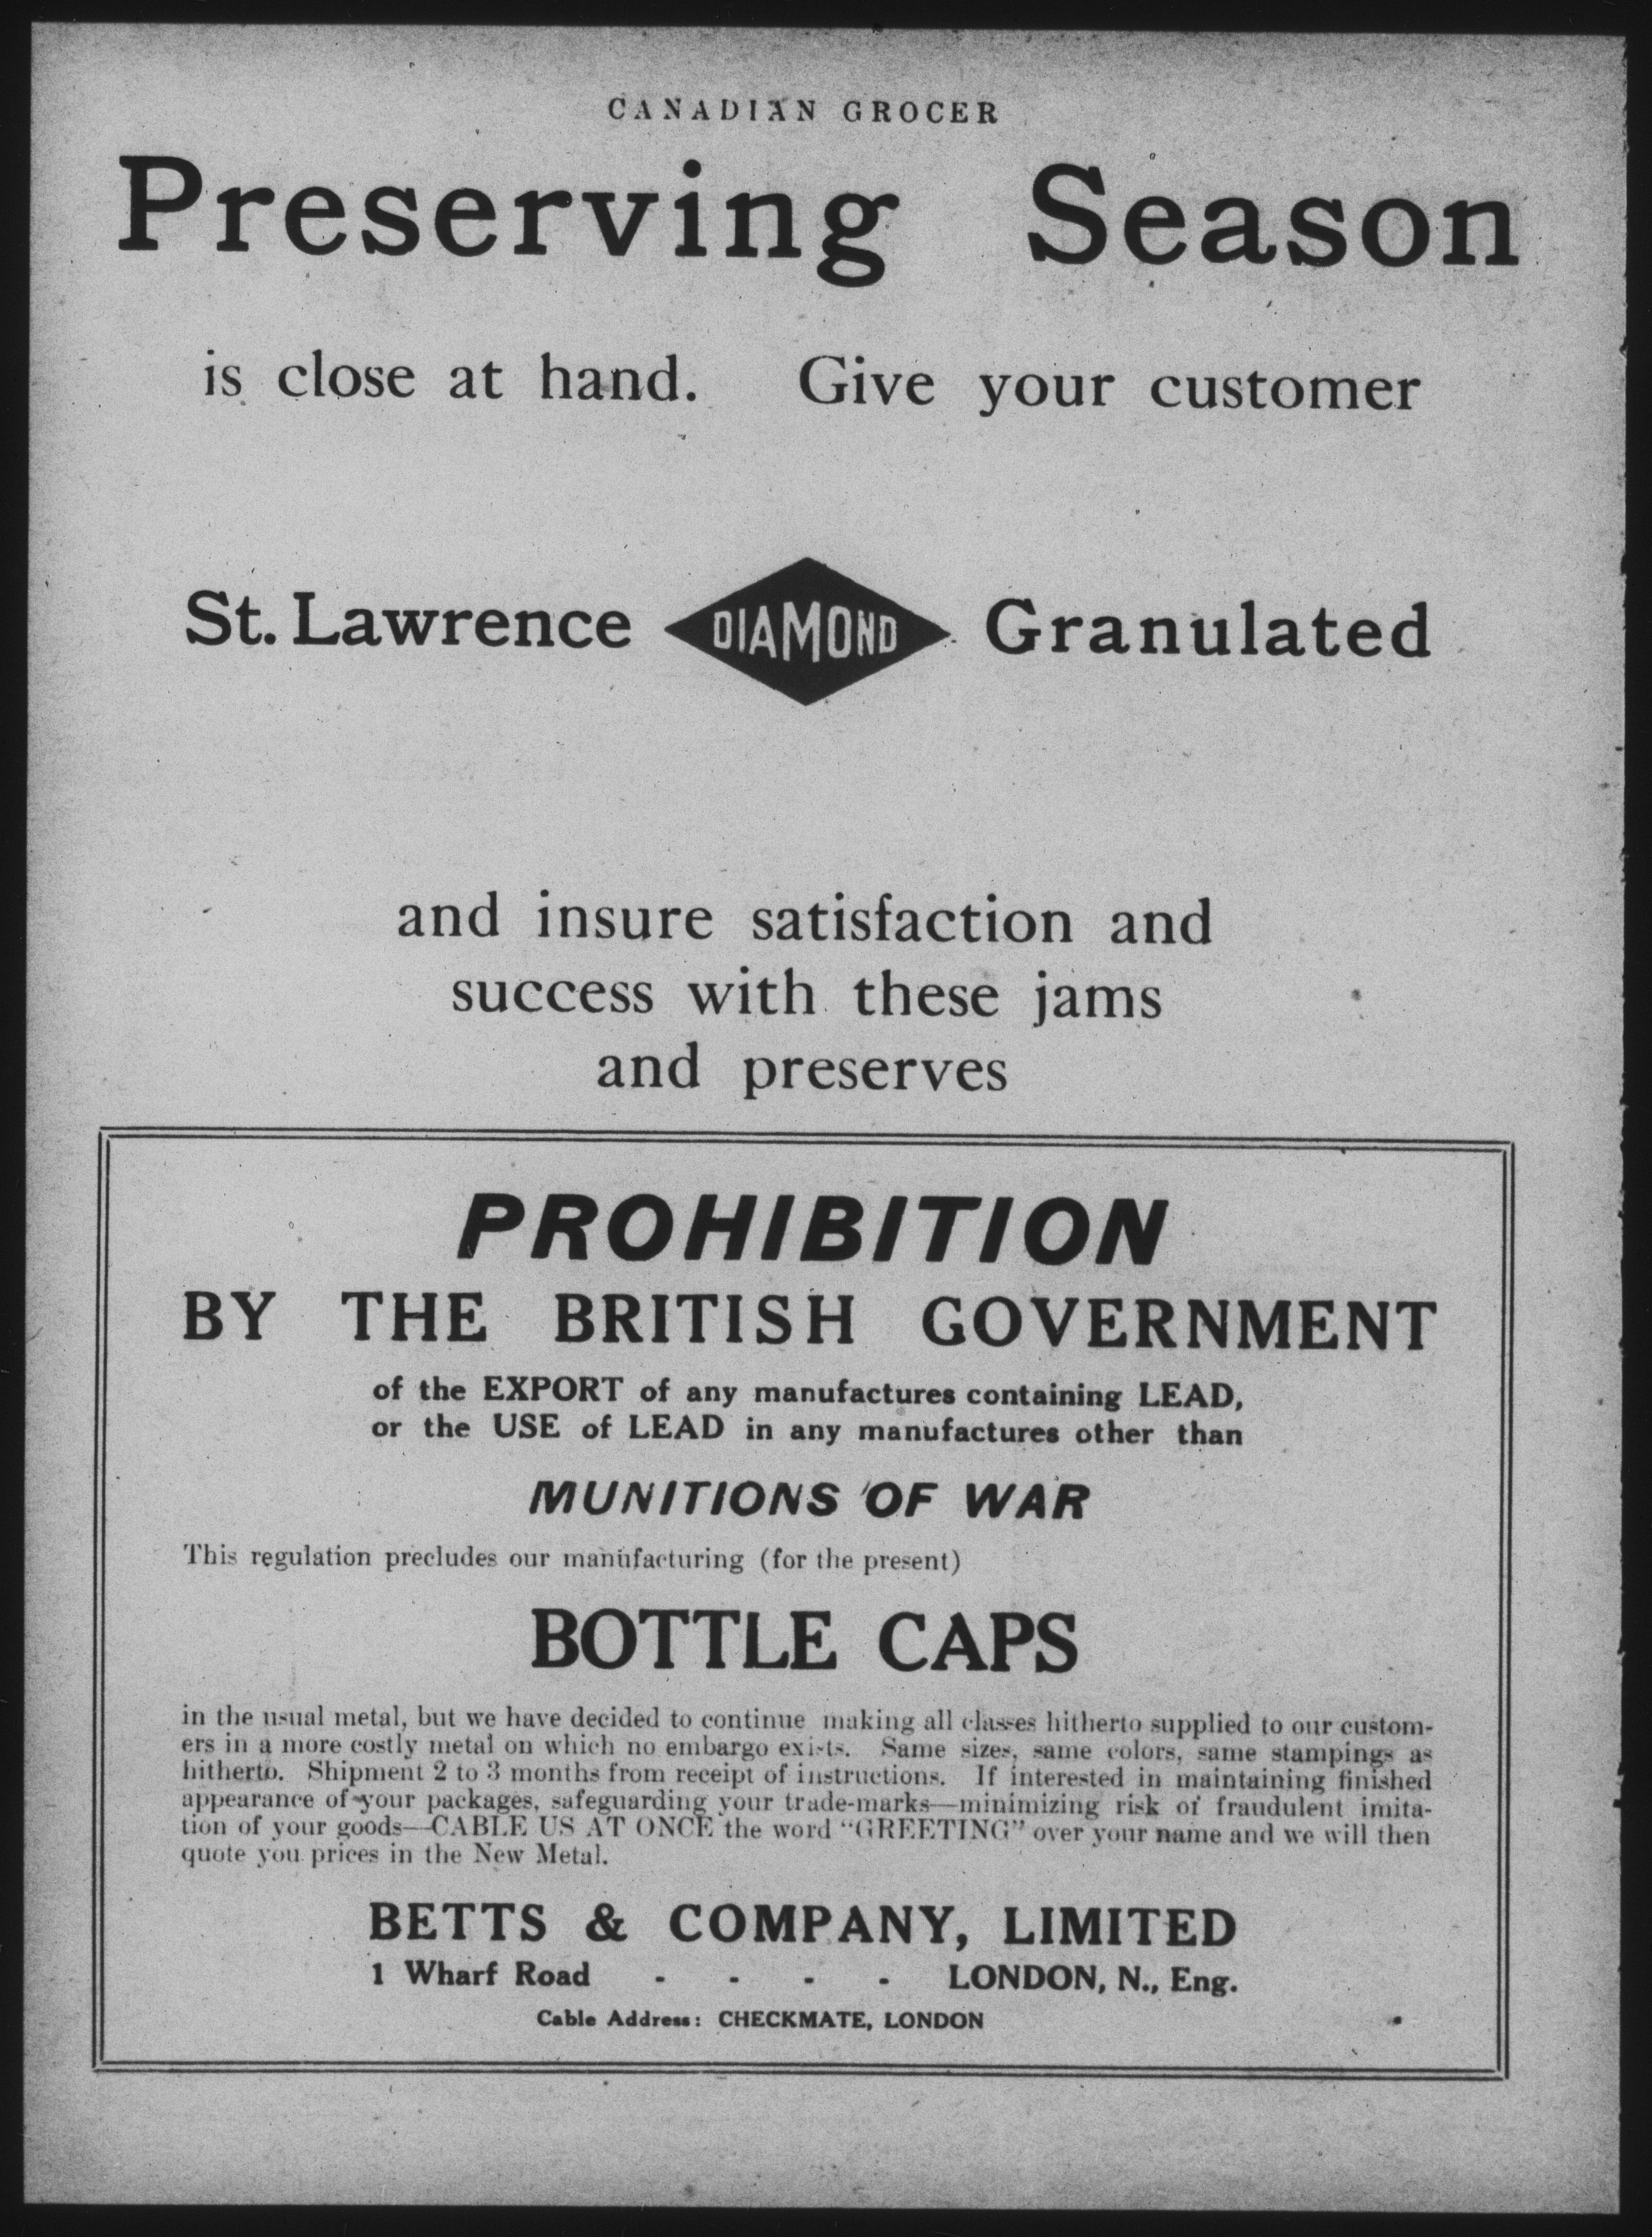 CANADIAN GROCER
Preserving Season
is close at hand. Give your customer
St. Lawrence DIAMOND Granulated
and insure satisfaction and
success with these jams
and preserves
PROHIBITION
BY THE BRITISH GOVERNMENT
of the EXPORT of any manufactures containing LEAD,
or the USE of LEAD in any manufactures other than
MUNITIONS OF WAR
This regulation precludes our manufacturing (for the present)
BOTTLE CAPS
in the usual metal, but we have decided to continue making all classes hitherto supplied to our custom-
ers in a more costly metal on which no embargo exists. Same sizes, same colors, same stampings as
hitherto. Shipment 2 to 3 months from receipt of instructions. If interested in maintaining finished
appearance of your packages, safeguarding your trade-marks—minimizing risk of fraudulent imita-
tion of your goods—CABLE US AT ONCE the word "GREETING" over your name and we will then
quote you prices in the New Metal.
BETTS & COMPANY, LIMITED
1 Wharf Road - - - - LONDON, N., Eng.
Cable Address: CHECKMATE, LONDON